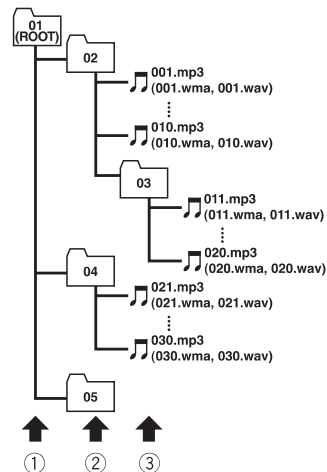 01
(ROOT)
02
001.mp3
(001.wma, 001.wav)
010.mp3
(010.wma, 010.wav)
03
011.mp3
(011.wma, 011.wav)
020.mp3
(020.wma, 020.wav)
04
021.mp3
(021.wma, 021.wav)
030.mp3
(030.wma, 030.wav)
05
① ② ③